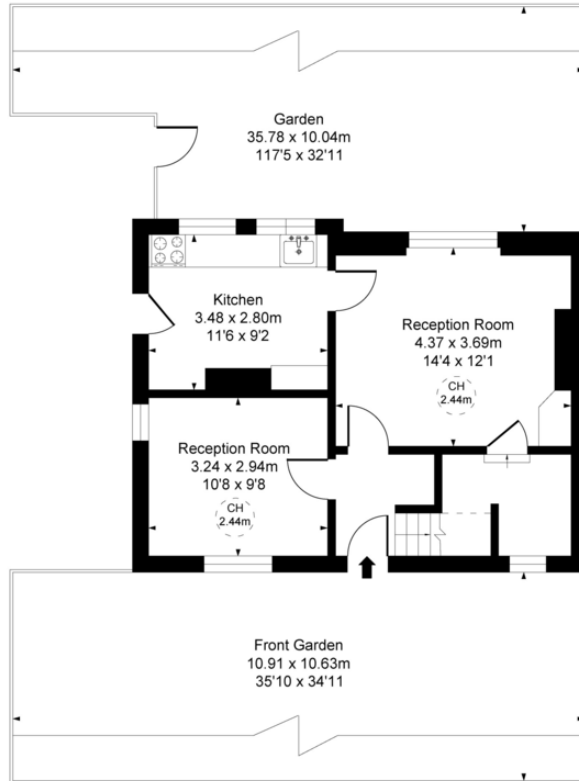 Garden
35.78 x 10.04m
117'5 x 32'11
Kitchen
3.48 x 2.80m
11'6 x 9'2
Reception Room
4.37 x 3.69m
14'4 x 12'1
CH
2.44m
Reception Room
3.24 x 2.94m
10'8 x 9'8
CH
2.44m
Front Garden
10.91 x 10.63m
35'10 x 34'11